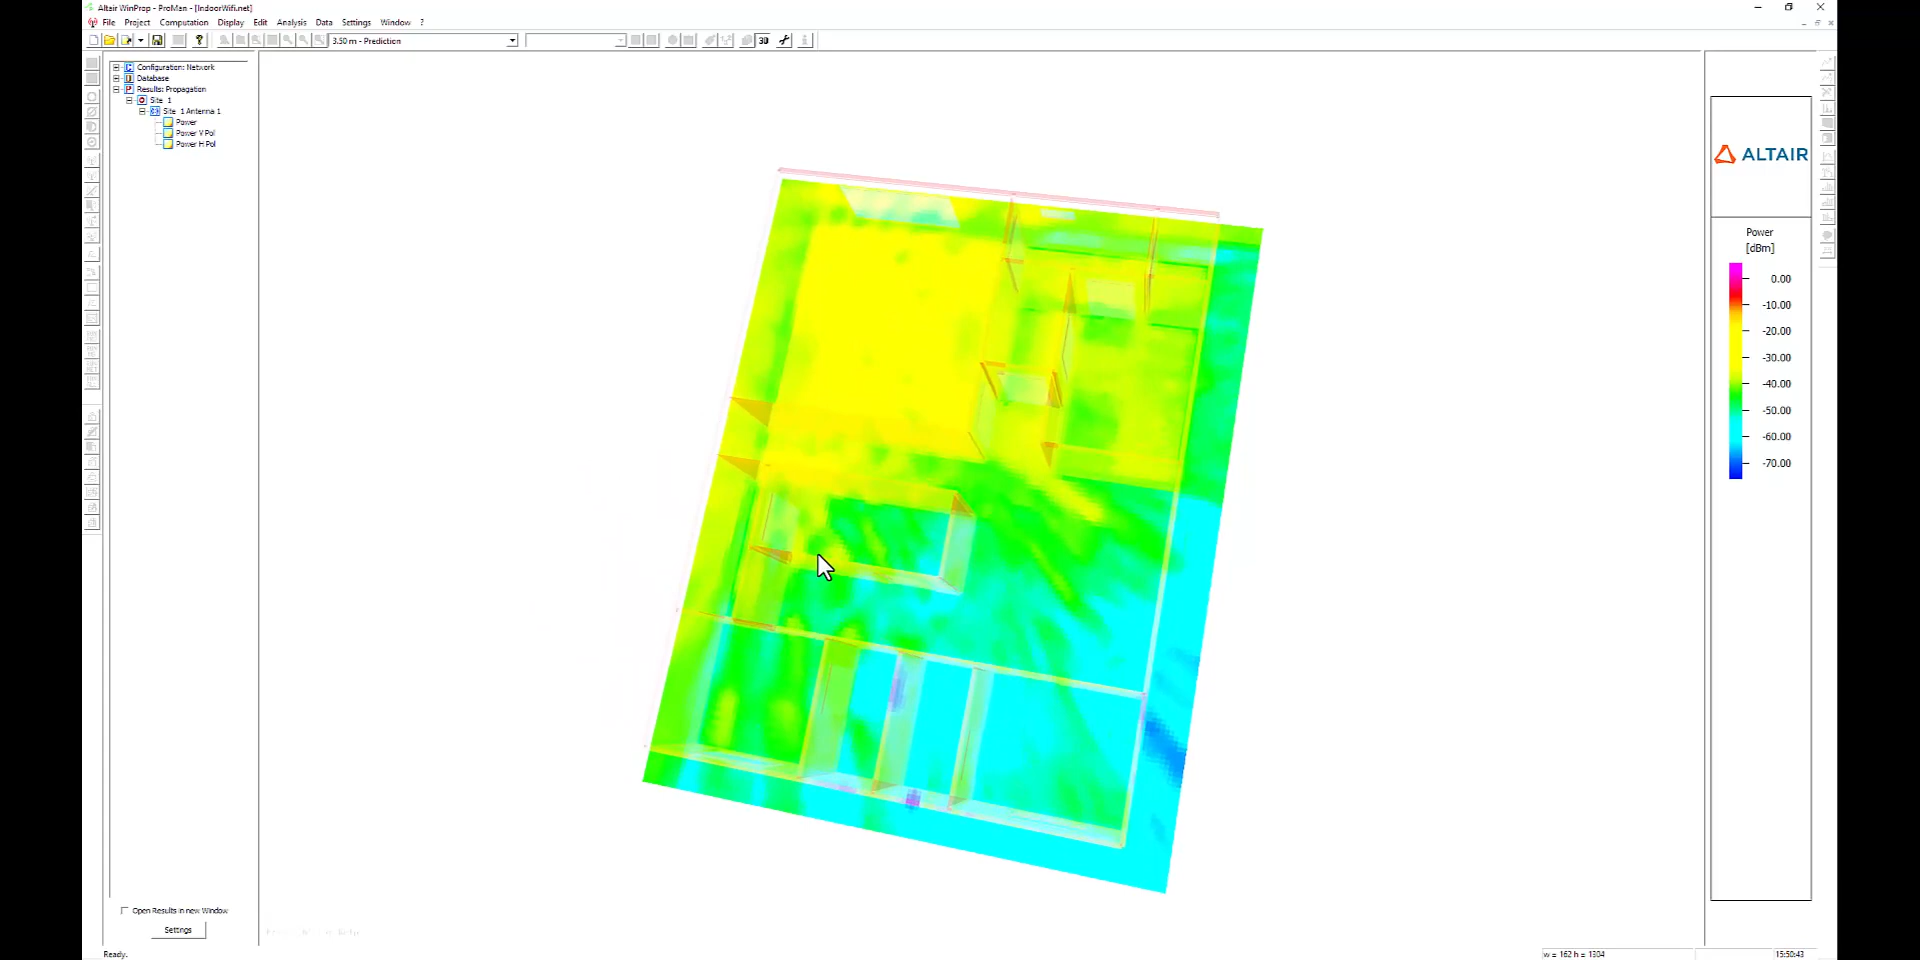 Altair WinProp - ProMan - [IndoorWifi.net]
File Project Computation Display Edit Analysis Data Settings Window ?
3.50 m - Prediction
3D
Configuration: Network
Database
Results: Propagation
Site 1
Site 1 Antenna 1
Power
Power V Pol
Power H Pol
ALTAIR
Power
[dBm]
0.00
-10.00
-20.00
-30.00
-40.00
-50.00
-60.00
-70.00
Open Results in new Window
Settings
Ready.
w = 162 h = 1304
15:50:43